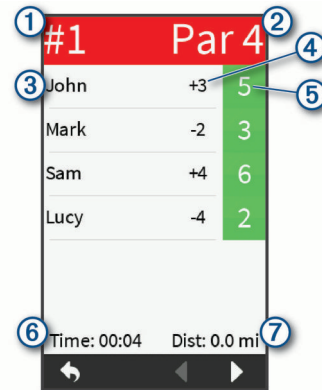 ① ②
#1 Par 4
④
③ John +3 5 ⑤
Mark -2 3
Sam +4 6
Lucy -4 2
⑥ Time: 00:04 Dist: 0.0 mi ⑦